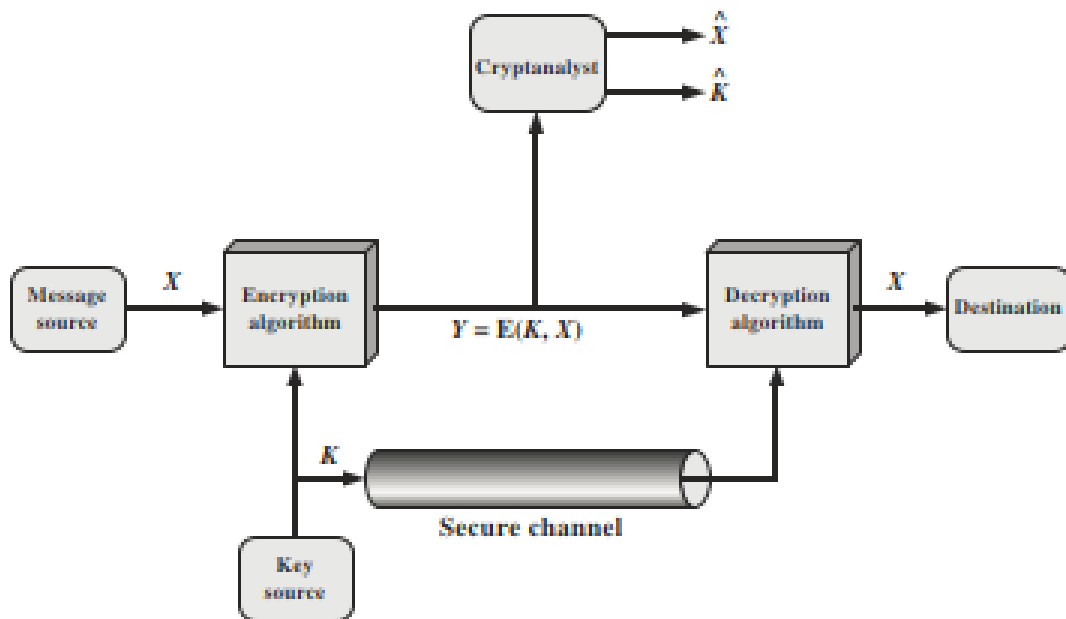 X̂
Cryptanalyst
K̂
Message
source
X
Encryption
algorithm
Y = E(K, X)
Decryption
algorithm
X
Destination
K
Secure channel
Key
source